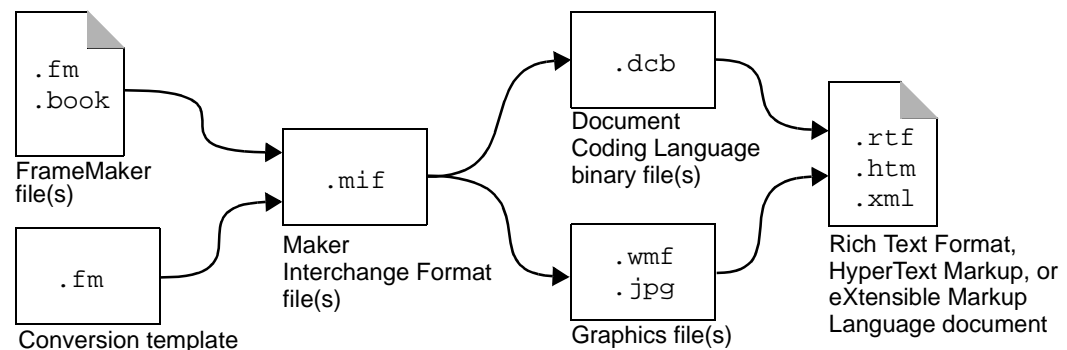 .fm
.book
FrameMaker
file(s)
.fm
Conversion template
.mif
Maker
Interchange Format
file(s)
.dcb
Document
Coding Language
binary file(s)
.wmf
.jpg
Graphics file(s)
.rtf
.htm
.xml
Rich Text Format,
HyperText Markup, or
eXtensible Markup
Language document